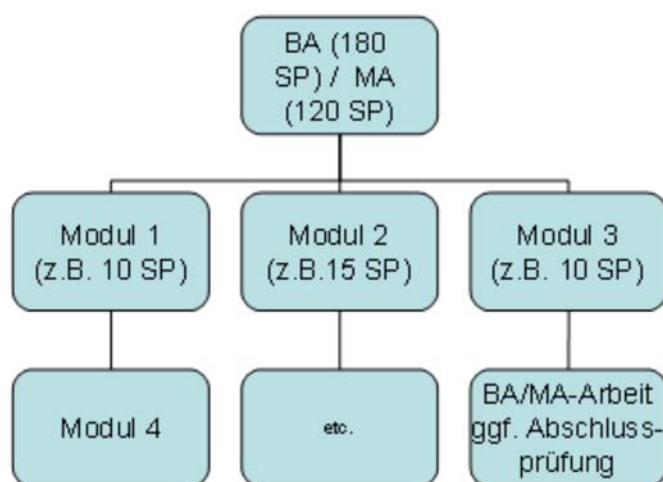 BA (180
SP) / MA
(120 SP)
Modul 1
(z.B. 10 SP)
Modul 2
(z.B.15 SP)
Modul 3
(z.B. 10 SP)
Modul 4
etc.
BA/MA-Arbeit
ggf. Abschluss-
prüfung